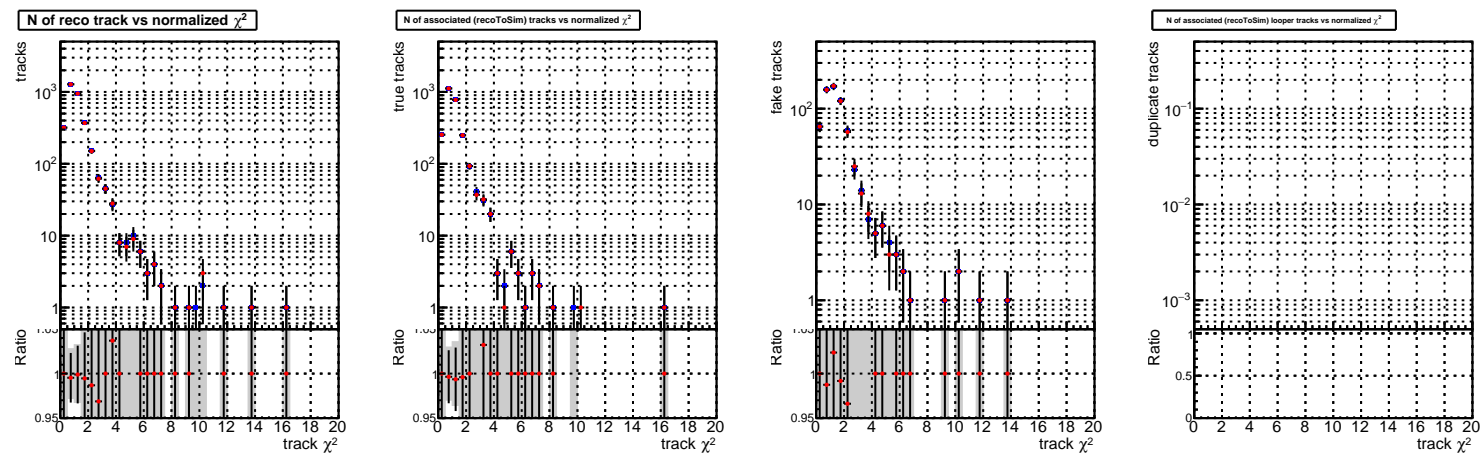 N of reco track vs normalized χ²
tracks
10³
10²
10
1
Ratio
1.05
1
0.95
0 2 4 6 8 10 12 14 16 18 20
track χ²
N of associated (recoToSim) tracks vs normalized χ²
true tracks
10³
10²
10
1
Ratio
1.05
1
0.95
0 2 4 6 8 10 12 14 16 18 20
track χ²
fake tracks
10²
10
1
Ratio
1.05
1
0.95
0 2 4 6 8 10 12 14 16 18 20
track χ²
N of associated (recoToSim) looper tracks vs normalized χ²
duplicate tracks
10⁻¹
10⁻²
10⁻³
Ratio
1
0.5
0
0 2 4 6 8 10 12 14 16 18 20
track χ²